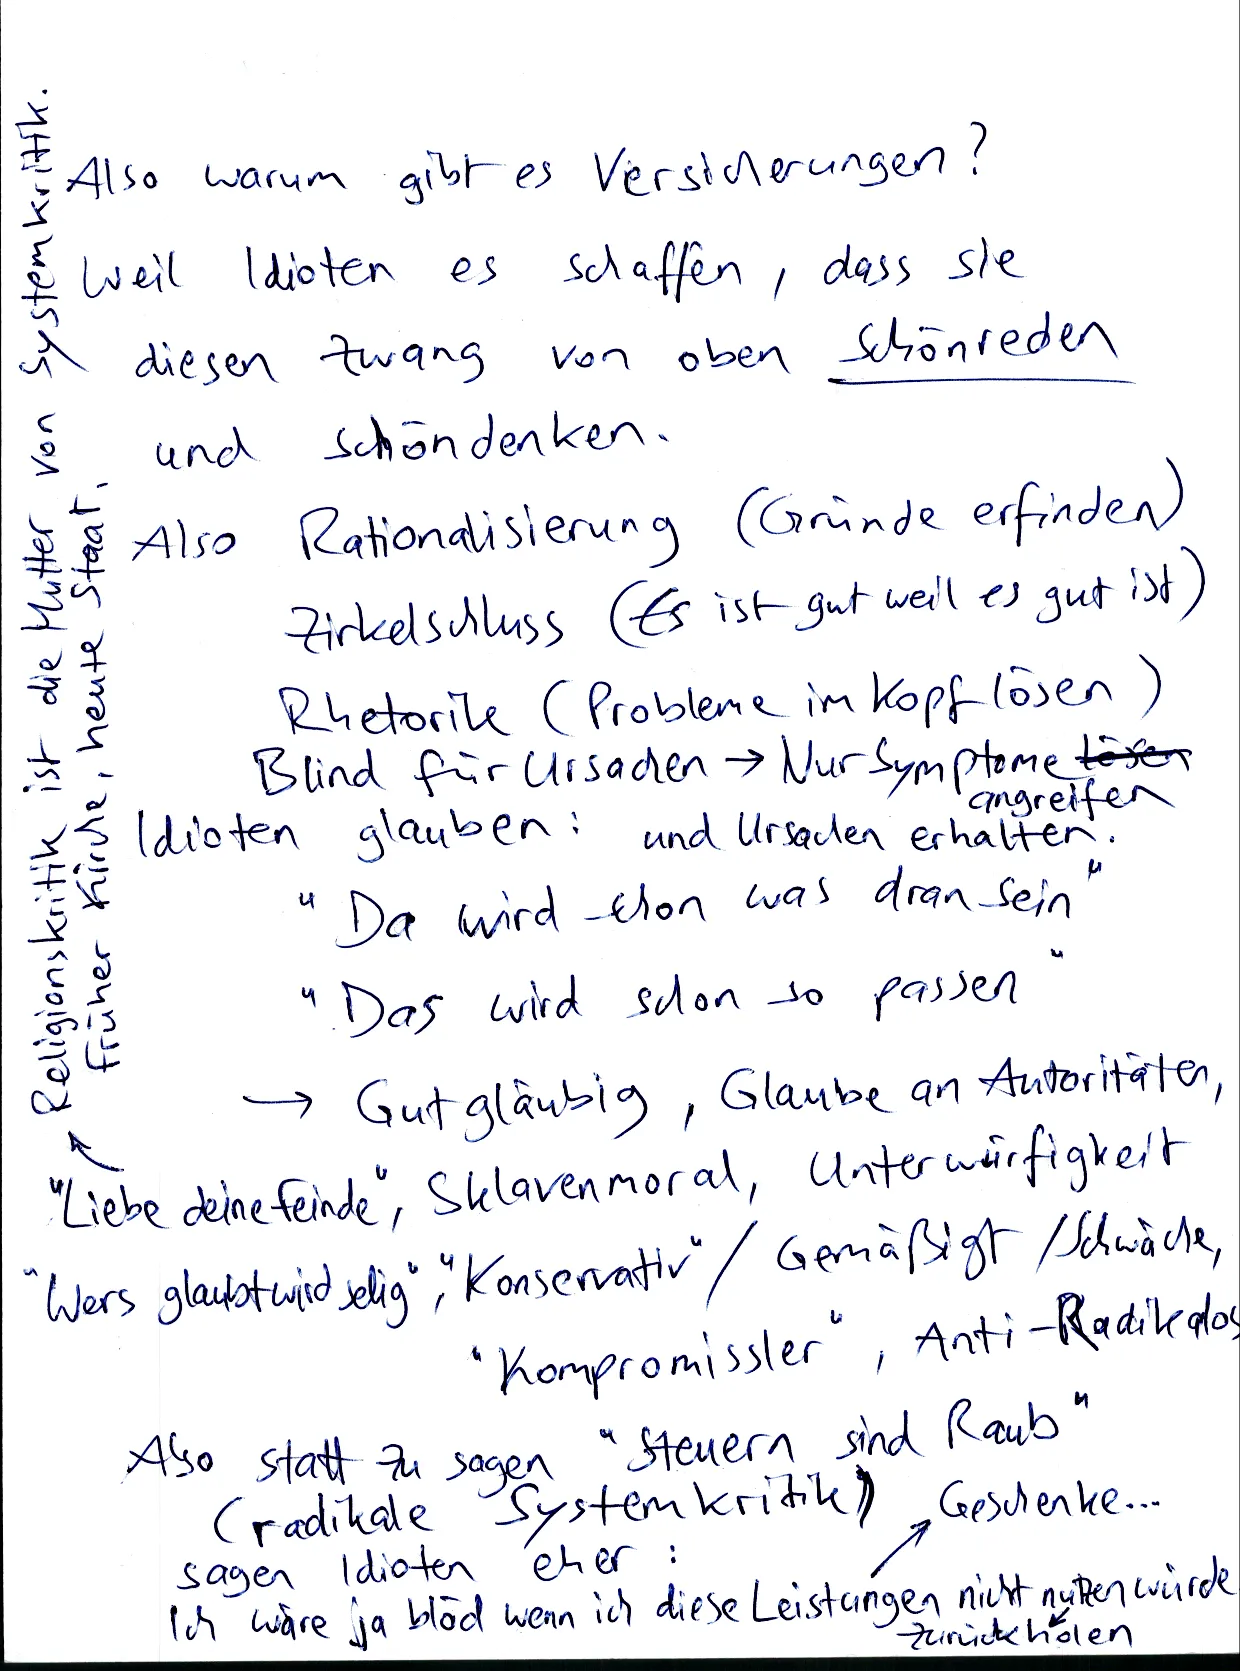 Also warum gibt es Versicherungen?
Weil Idioten es schaffen, dass sie
diesen Zwang von oben schönreden
und schöndenken.
Also Rationalisierung (Gründe erfinden)
Zirkelschluss (Es ist gut weil es gut ist)
Rhetorik (Probleme im Kopf lösen)
Blind für Ursachen → Nur Symptome lösen
angreifen
Idioten glauben: und Ursachen erhalten.
"Da wird schon was dran sein"
"Das wird schon so passen"
→ Gutgläubig, Glaube an Autoritäten,
"Liebe deine Feinde", Sklavenmoral, Unterwürfigkeit
"Wers glaubt wird selig", "Konservativ" / Gemäßigt / Schwäche,
"Kompromissler", Anti-Radikalos
Also statt zu sagen "Steuern sind Raub"
(radikale Systemkritik) Geschenke...
sagen Idioten eher:
Ich wäre ja blöd wenn ich diese Leistungen nicht nutzen würde
zurückholen
Religionskritik ist die Mutter von Systemkritik.
Früher Kirche, heute Staat.